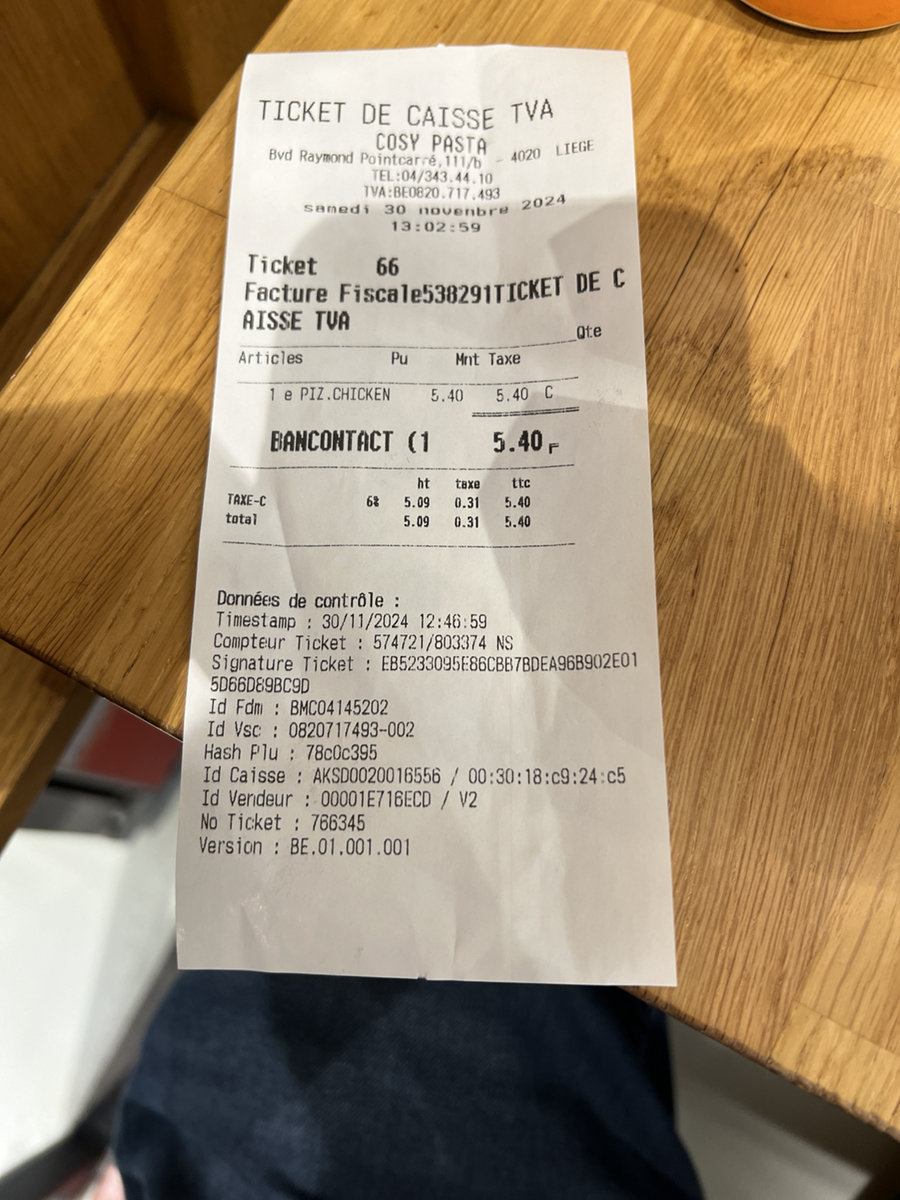 TICKET DE CAISSE TVA
COSY PASTA
Bvd Raymond Pointcarré,111/b - 4020 LIEGE
TEL:04/343.44.10
TVA:BE0820.717.493
samedi 30 novenbre 2024
13:02:59
Ticket 66
Facture Fiscale538291TICKET DE C
AISSE TVA
Qte
Articles Pu Mnt Taxe
1 e PIZ.CHICKEN 5.40 5.40 C
BANCONTACT (1 5.40 F
ht taxe ttc
TAXE-C 6% 5.09 0.31 5.40
total 5.09 0.31 5.40
Données de contrôle :
Timestamp : 30/11/2024 12:46:59
Compteur Ticket : 574721/803374 NS
Signature Ticket : EB5233095E86CBB7BDEA96B902E01
5D66D89BC9D
Id Fdm : BMC04145202
Id Vsc : 0820717493-002
Hash Plu : 78c0c395
Id Caisse : AKSD0020016556 / 00:30:18:c9:24:c5
Id Vendeur : 00001E716ECD / V2
No Ticket : 766345
Version : BE.01.001.001